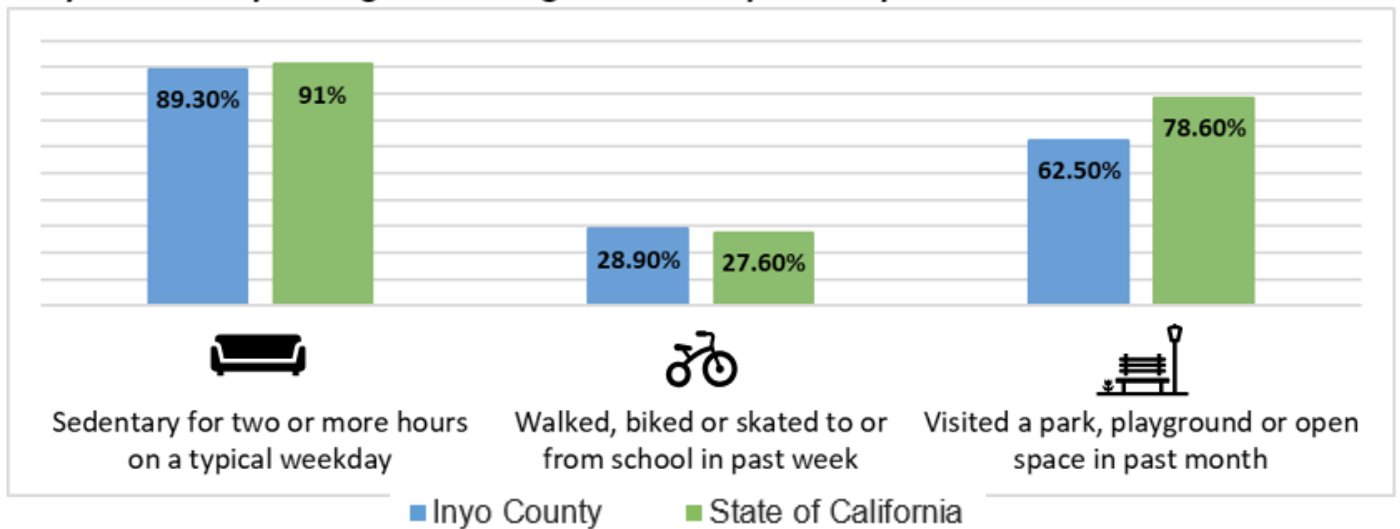 89.30%
91%
28.90%
27.60%
62.50%
78.60%
Sedentary for two or more hours
on a typical weekday
Walked, biked or skated to or
from school in past week
Visited a park, playground or open
space in past month
Inyo County
State of California